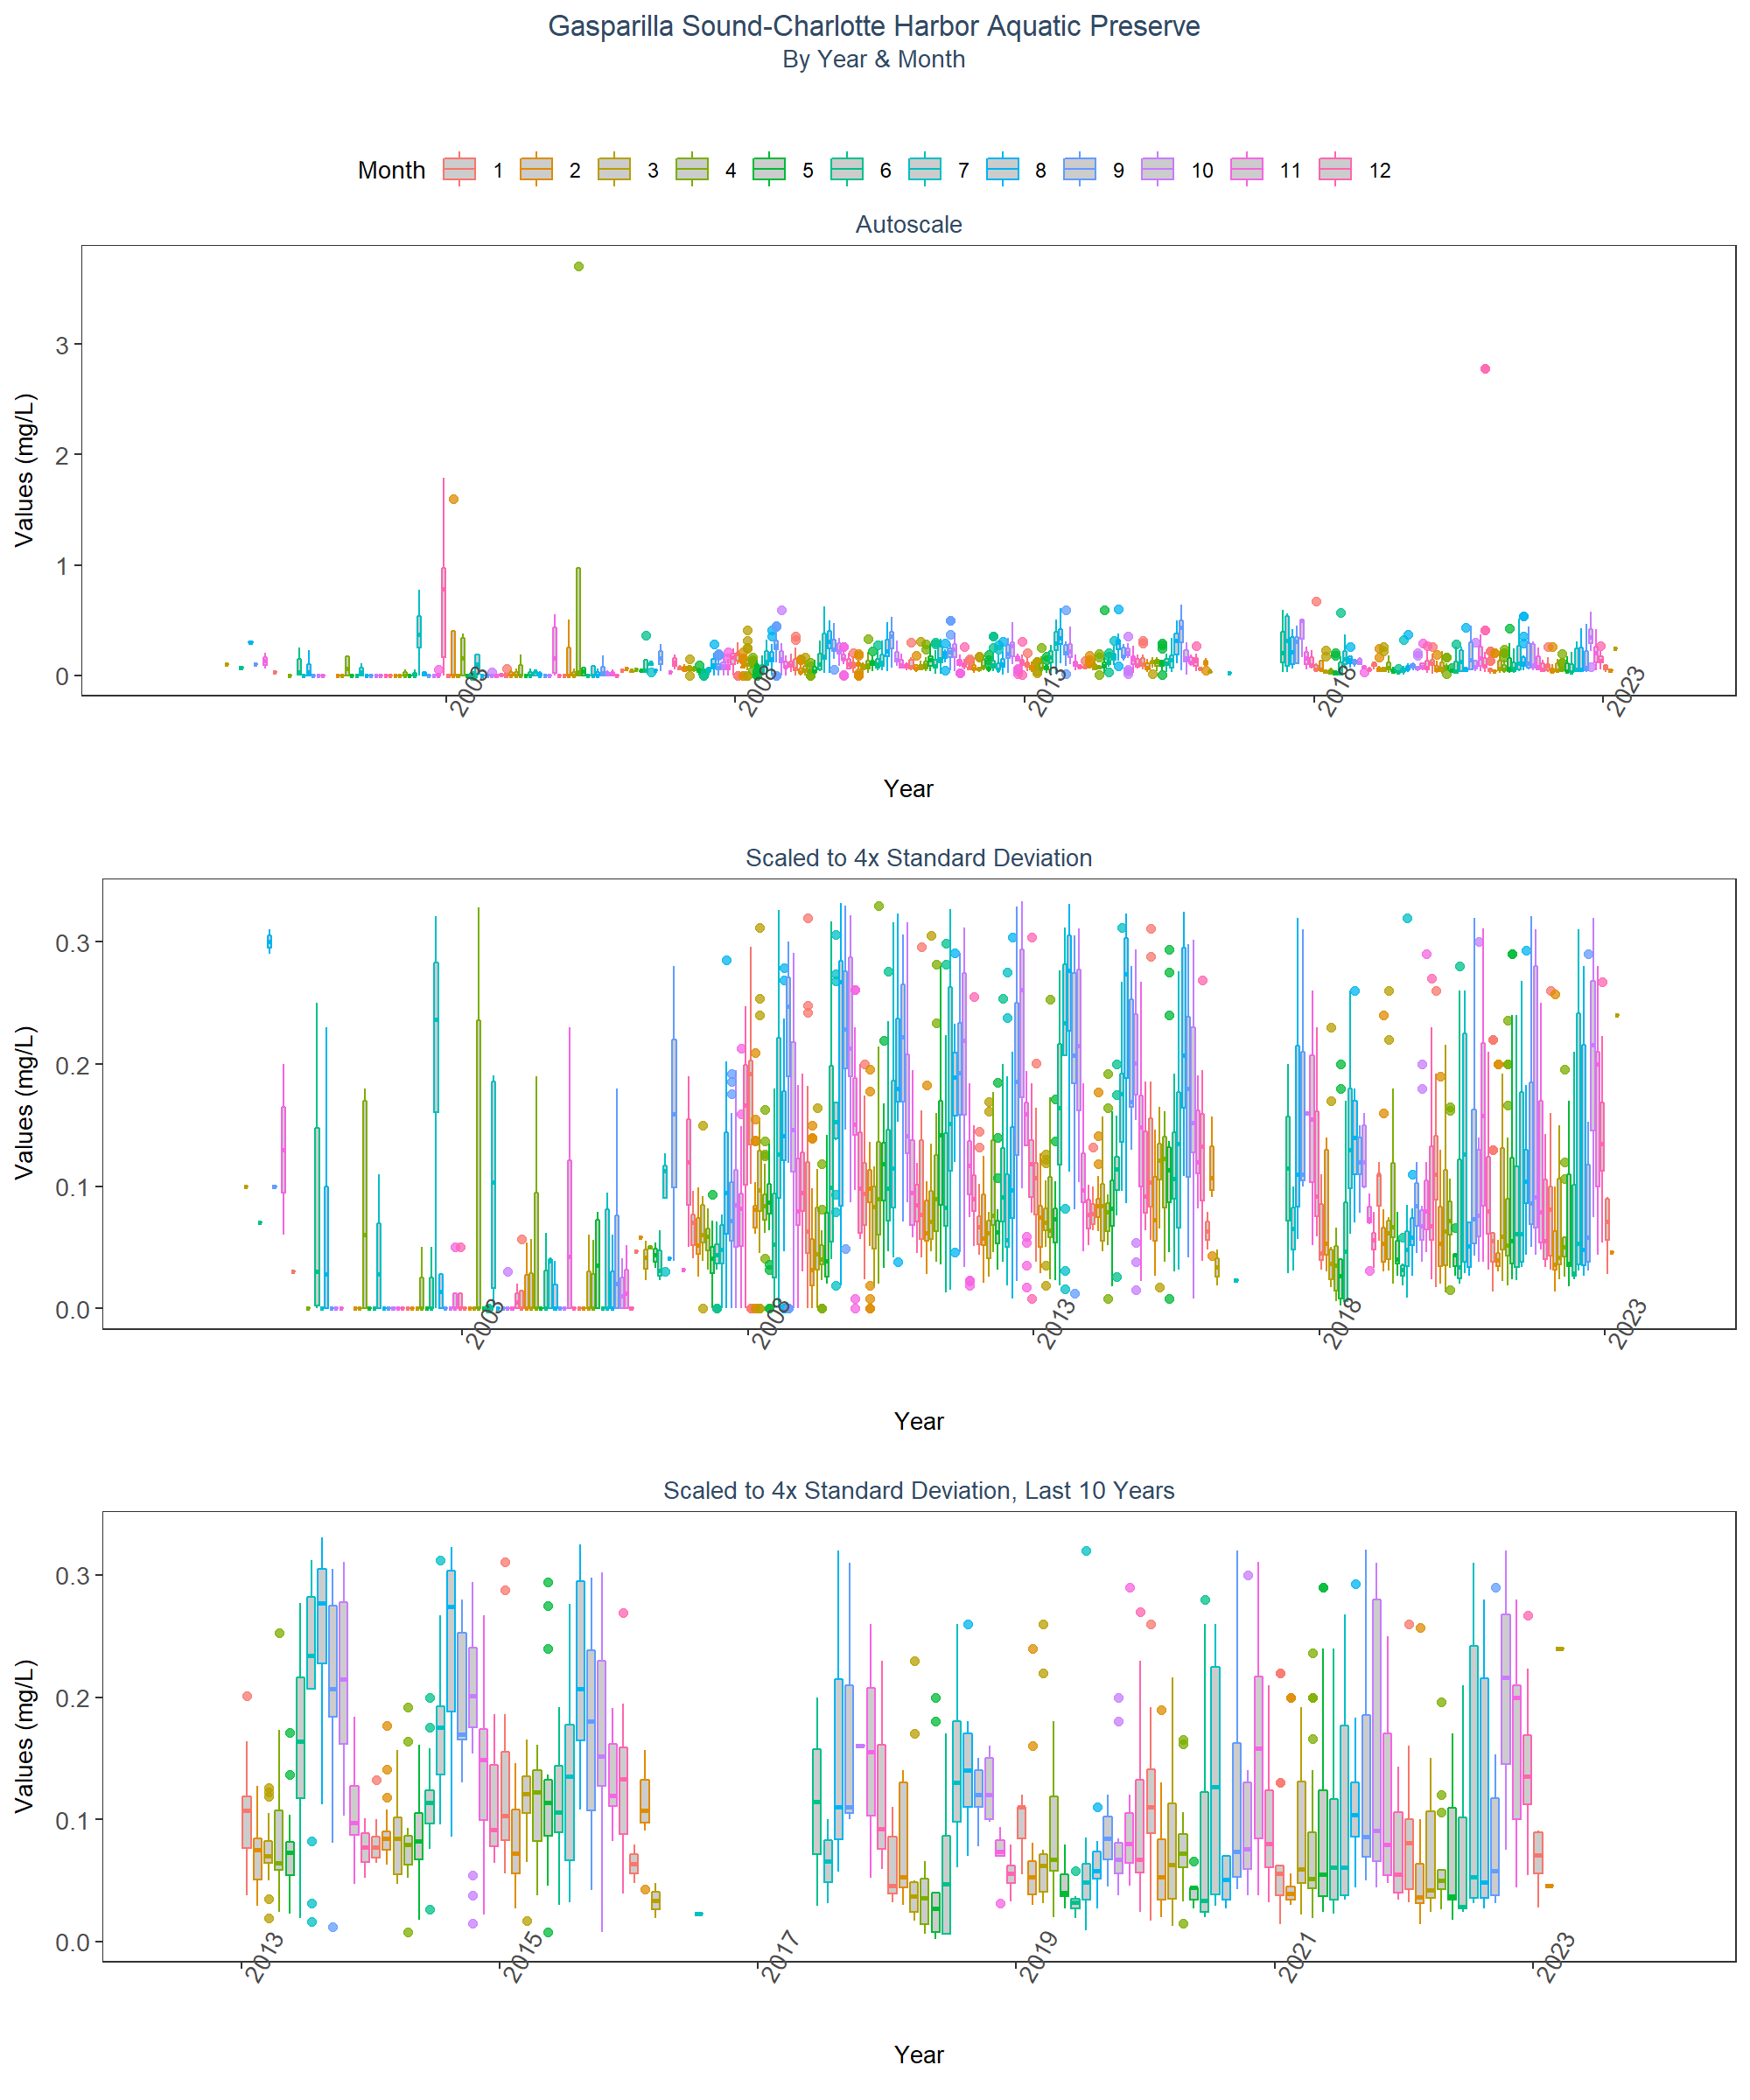 Gasparilla Sound-Charlotte Harbor Aquatic Preserve
By Year & Month
Month 1 2 3 4 5 6 7 8 9 10 11 12
Autoscale
Values (mg/L)
3
2
1
0
2003 2008 2013 2018 2023
Year
Scaled to 4x Standard Deviation
Values (mg/L)
0.3
0.2
0.1
0.0
2003 2008 2013 2018 2023
Year
Scaled to 4x Standard Deviation, Last 10 Years
Values (mg/L)
0.3
0.2
0.1
0.0
2013 2015 2017 2019 2021 2023
Year